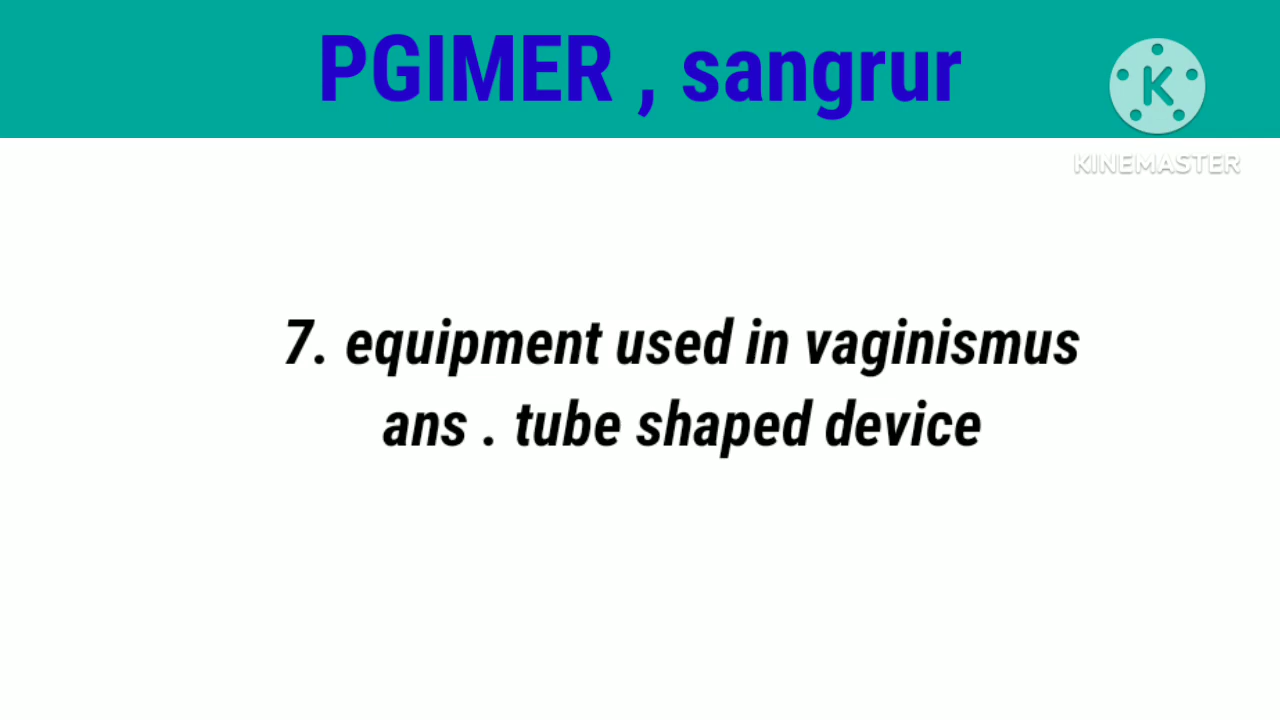 PGIMER , sangrur
K
KINEMASTER
7. equipment used in vaginismus
ans . tube shaped device